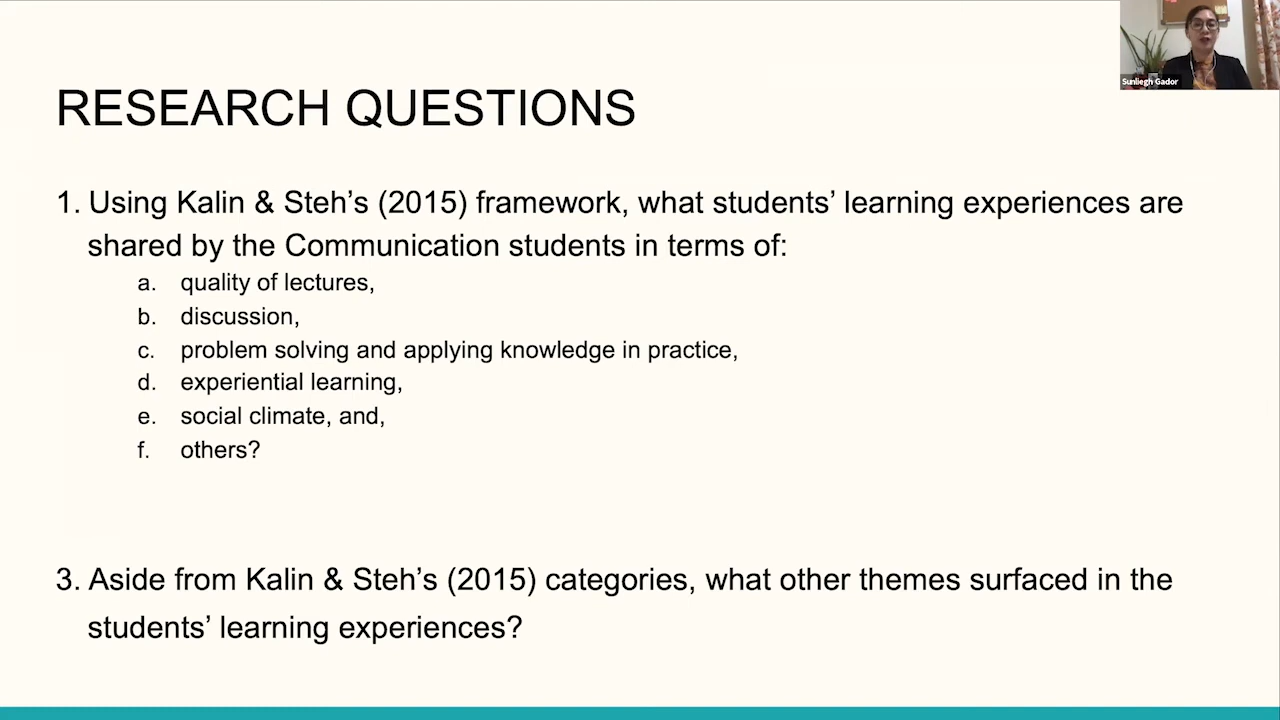 Sunliegh Gador
RESEARCH QUESTIONS
1. Using Kalin & Steh’s (2015) framework, what students’ learning experiences are
shared by the Communication students in terms of:
a. quality of lectures,
b. discussion,
c. problem solving and applying knowledge in practice,
d. experiential learning,
e. social climate, and,
f. others?
3. Aside from Kalin & Steh’s (2015) categories, what other themes surfaced in the
students’ learning experiences?